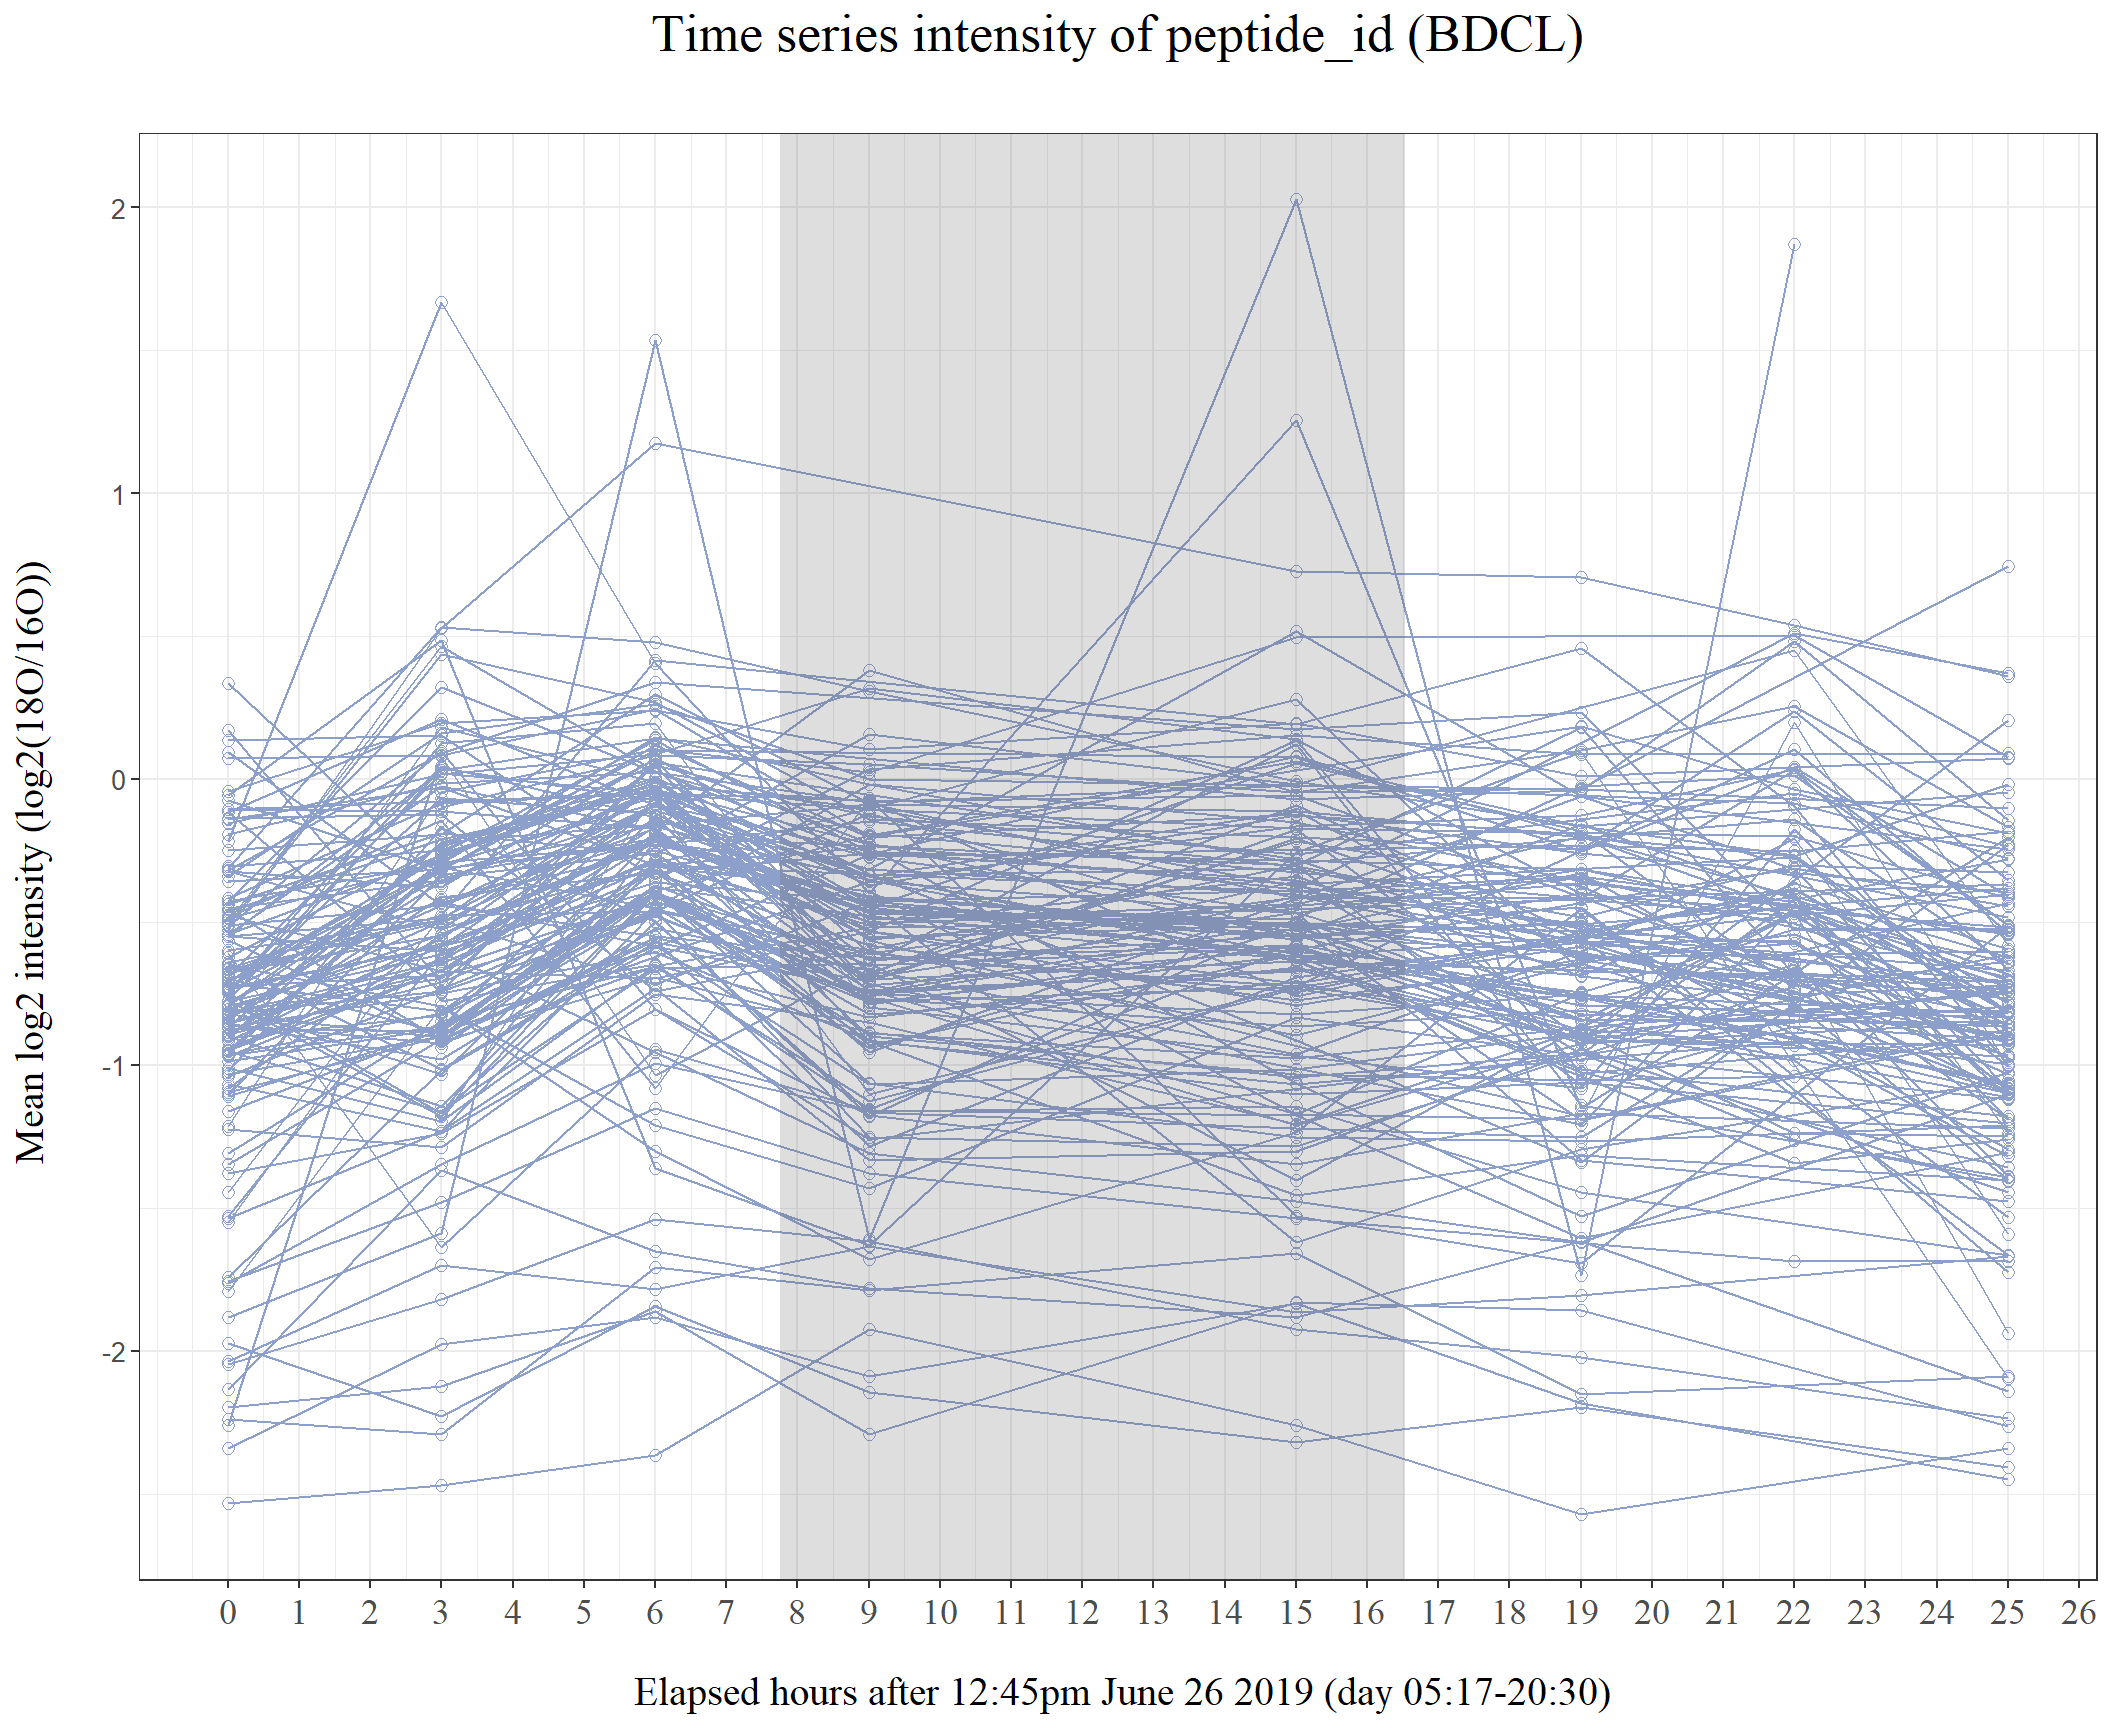 Time series intensity of peptide_id (BDCL)
Mean log2 intensity (log2(18O/16O))
2
1
0
-1
-2
0 1 2 3 4 5 6 7 8 9 10 11 12 13 14 15 16 17 18 19 20 21 22 23 24 25 26
Elapsed hours after 12:45pm June 26 2019 (day 05:17-20:30)